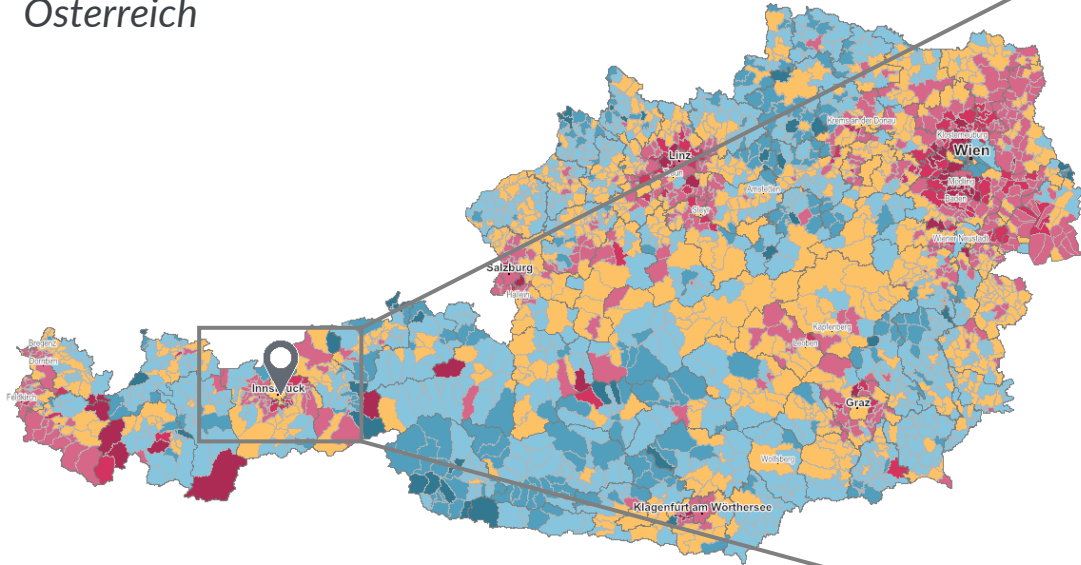 Österreich
Krems an der Donau
Klosterneuburg
Wien
Linz
Mödling
Amstetten
Baden
Steyr
Wiener Neustadt
Salzburg
Hallein
Kapfenberg
Bregenz
Leoben
Dornbirn
Innsbruck
Feldkirch
Graz
Wolfsberg
Klagenfurt am Wörthersee